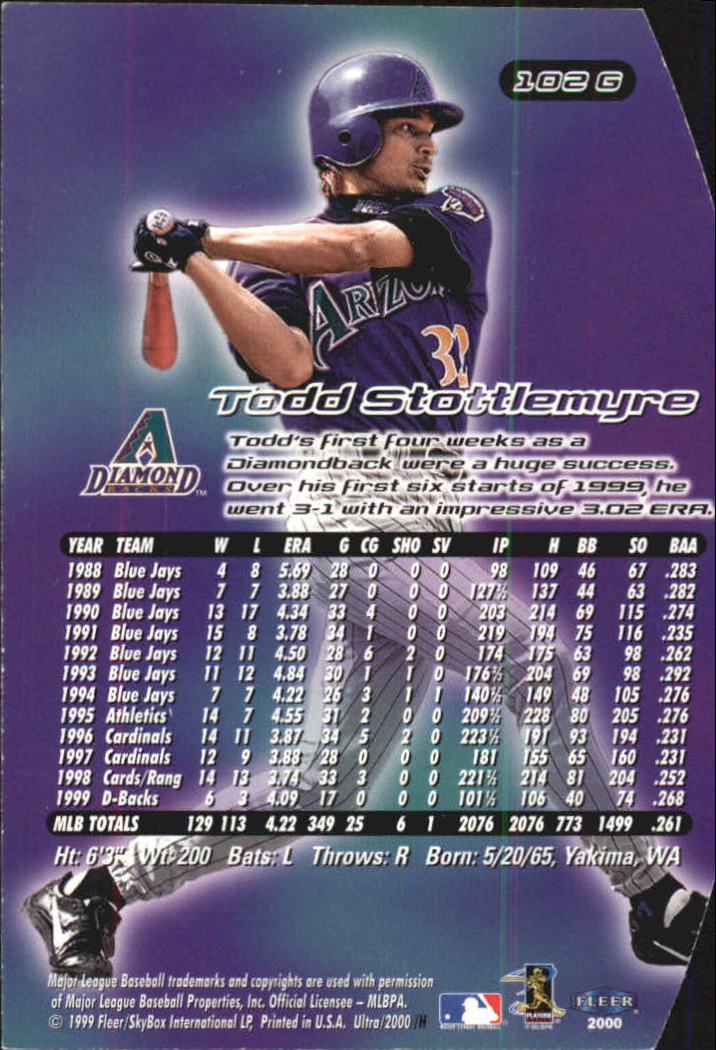 102 G
ARIZO
32
Todd Stottlemyre
DIAMOND
BACKS
TM
Todd's first four weeks as a
Diamondback were a huge success.
Over his first six starts of 1999, he
went 3-1 with an impressive 3.02 ERA.
YEAR TEAM W L ERA G CG SHO SV IP H BB SO BAA
1988 Blue Jays 4 8 5.69 28 0 0 0 98 109 46 67 .283
1989 Blue Jays 7 7 3.88 27 0 0 0 127⅔ 137 44 63 .282
1990 Blue Jays 13 17 4.34 33 4 0 0 203 214 69 115 .274
1991 Blue Jays 15 8 3.78 34 1 0 0 219 194 75 116 .235
1992 Blue Jays 12 11 4.50 28 6 2 0 174 175 63 98 .262
1993 Blue Jays 11 12 4.84 30 1 1 0 176⅔ 204 69 98 .292
1994 Blue Jays 7 7 4.22 26 3 1 1 140⅔ 149 48 105 .276
1995 Athletics 14 7 4.55 31 2 0 0 209⅔ 228 80 205 .276
1996 Cardinals 14 11 3.87 34 5 2 0 223⅓ 191 93 194 .231
1997 Cardinals 12 9 3.88 28 0 0 0 181 155 65 160 .231
1998 Cards/Rang 14 13 3.74 33 3 0 0 221⅔ 214 81 204 .252
1999 D-Backs 6 3 4.09 17 0 0 0 101⅓ 106 40 74 .268
MLB TOTALS 129 113 4.22 349 25 6 1 2076 2076 773 1499 .261
Ht: 6'3" Wt: 200 Bats: L Throws: R Born: 5/20/65, Yakima, WA
Major League Baseball trademarks and copyrights are used with permission
of Major League Baseball Properties, Inc. Official Licensee – MLBPA.
© 1999 Fleer/SkyBox International LP, Printed in U.S.A. Ultra/2000 /H
MAJOR LEAGUE BASEBALL
PLAYERS
FLEER
2000